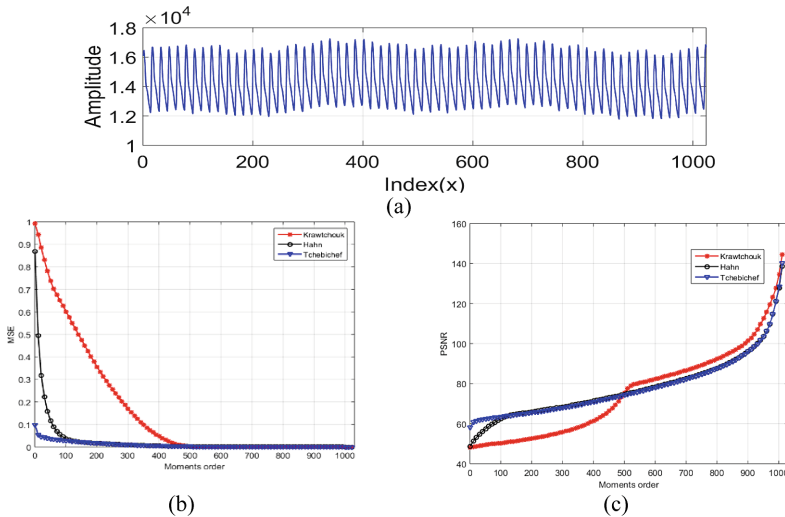 ×10⁴
1.8
1.6
1.4
1.2
1
Amplitude
0 200 400 600 800 1000
Index(x)
(a)
1
0.9
0.8
0.7
0.6
0.5
0.4
0.3
0.2
0.1
0
MSE
Krawtchouk
Hahn
Tchebichef
0 100 200 300 400 500 600 700 800 900 1000
Moments order
(b)
160
140
120
100
80
60
40
PSNR
Krawtchouk
Hahn
Tchebichef
0 100 200 300 400 500 600 700 800 900 1000
Moments order
(c)